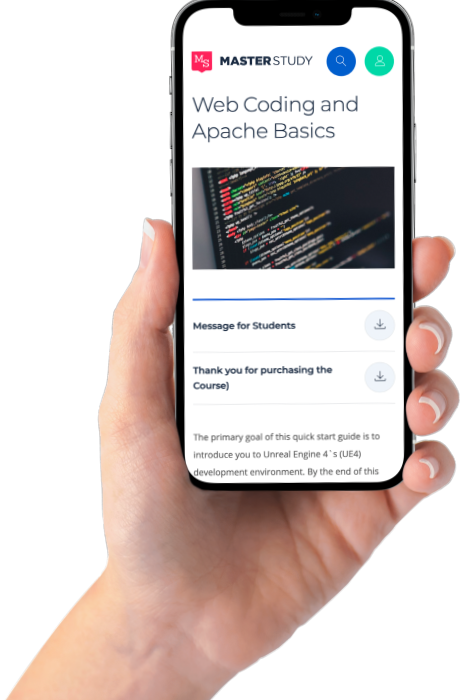 MS MASTERSTUDY
Web Coding and
Apache Basics
Message for Students
Thank you for purchasing the
Course)
The primary goal of this quick start guide is to
introduce you to Unreal Engine 4`s (UE4)
development environment. By the end of this